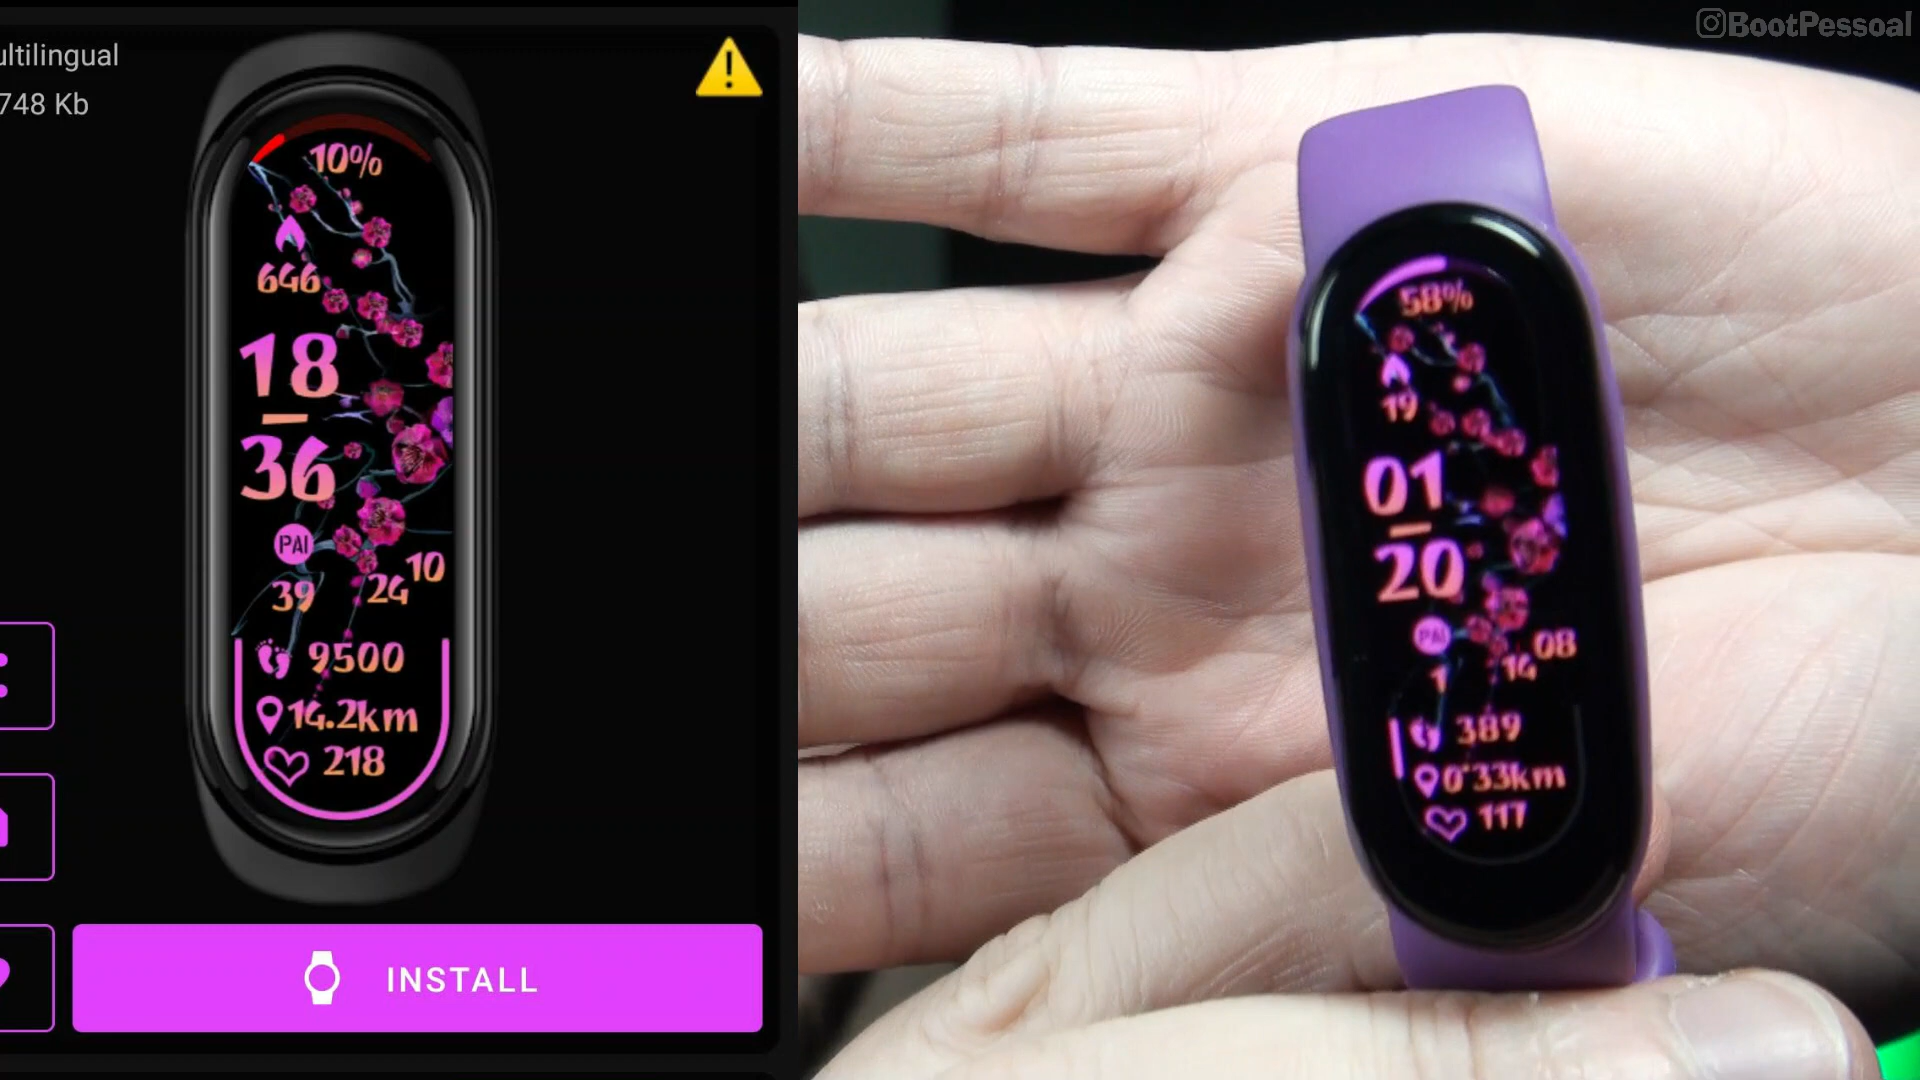 ultilingual
748 Kb
10%
646
18
36
PAI
39
24 10
9500
14.2km
218
INSTALL
BootPessoal
58%
19
01
20
PAI
1
14 08
389
0.33km
117